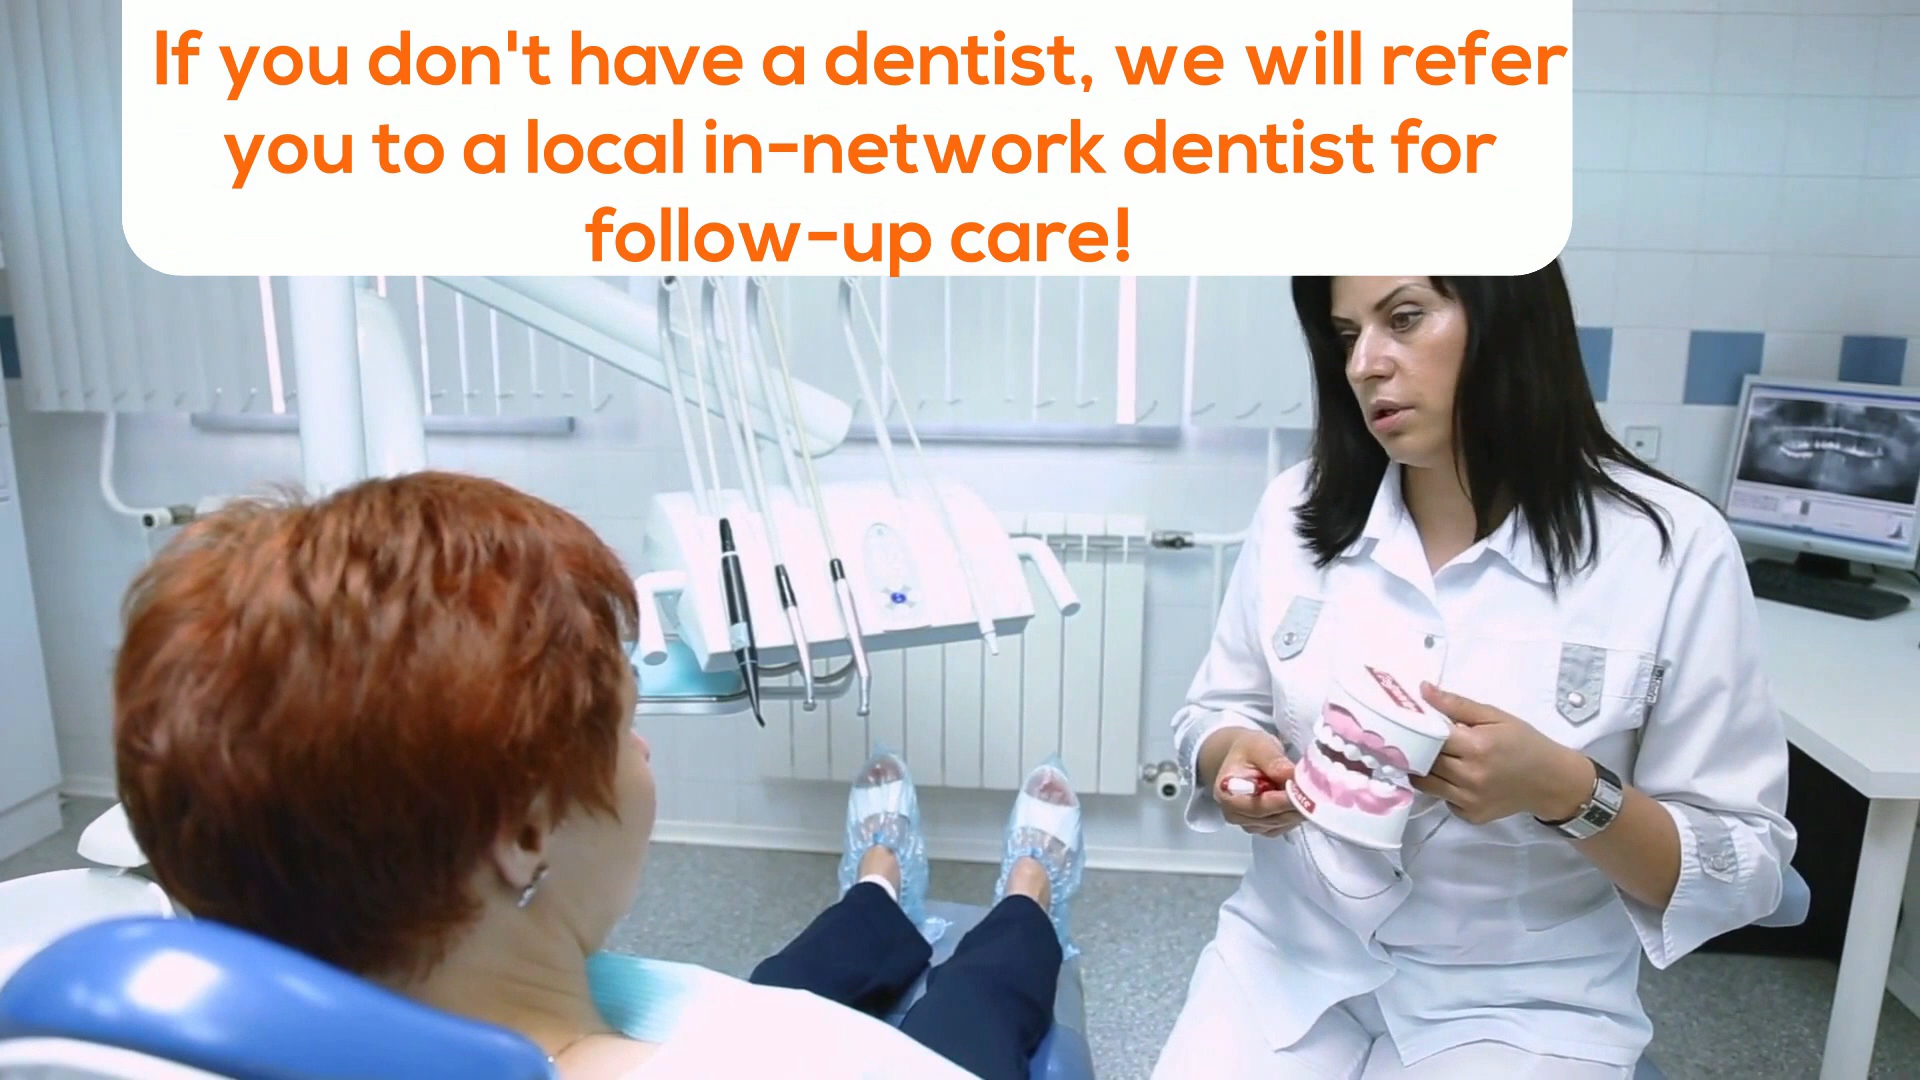 If you don't have a dentist, we will refer
you to a local in-network dentist for
follow-up care!